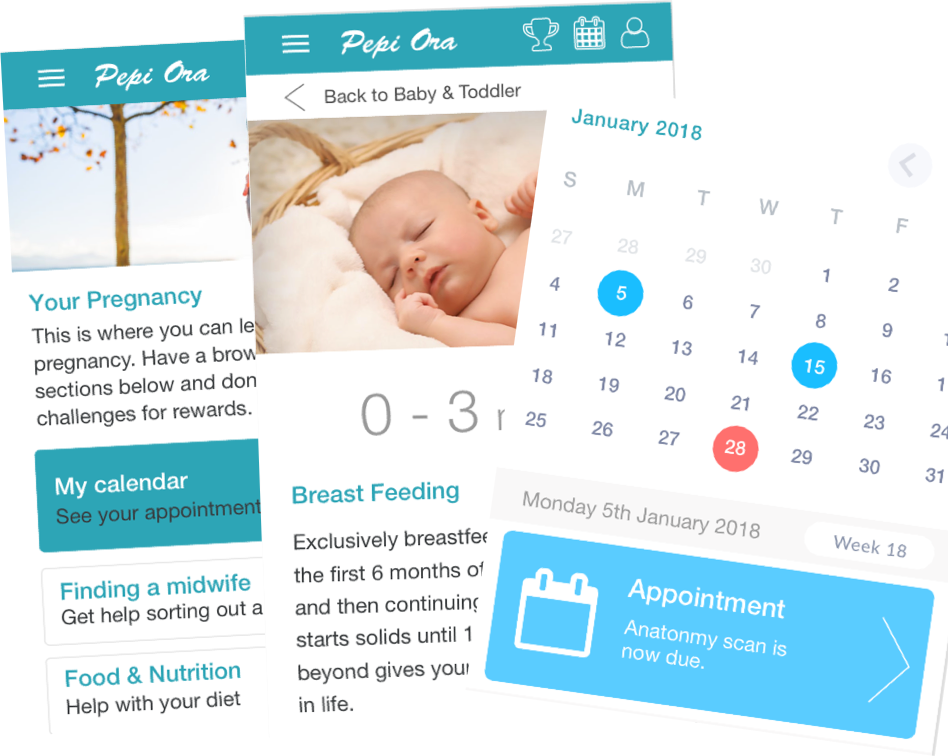 Pepi Ora
Your Pregnancy
This is where you can le
pregnancy. Have a brow
sections below and don
challenges for rewards.
My calendar
See your appointment
Finding a midwife
Get help sorting out a
Food & Nutrition
Help with your diet
Pepi Ora
Back to Baby & Toddler
0 - 3
Breast Feeding
Exclusively breastfee
the first 6 months of
and then continuing
starts solids until 1
beyond gives your
in life.
January 2018
S M T W T F
27 28 29 30 1 2
4 5 6 7 8 9
11 12 13 14 15 16
18 19 20 21 22 23 24
25 26 27 28 29 30 31
Monday 5th January 2018
Week 18
Appointment
Anatonmy scan is
now due.